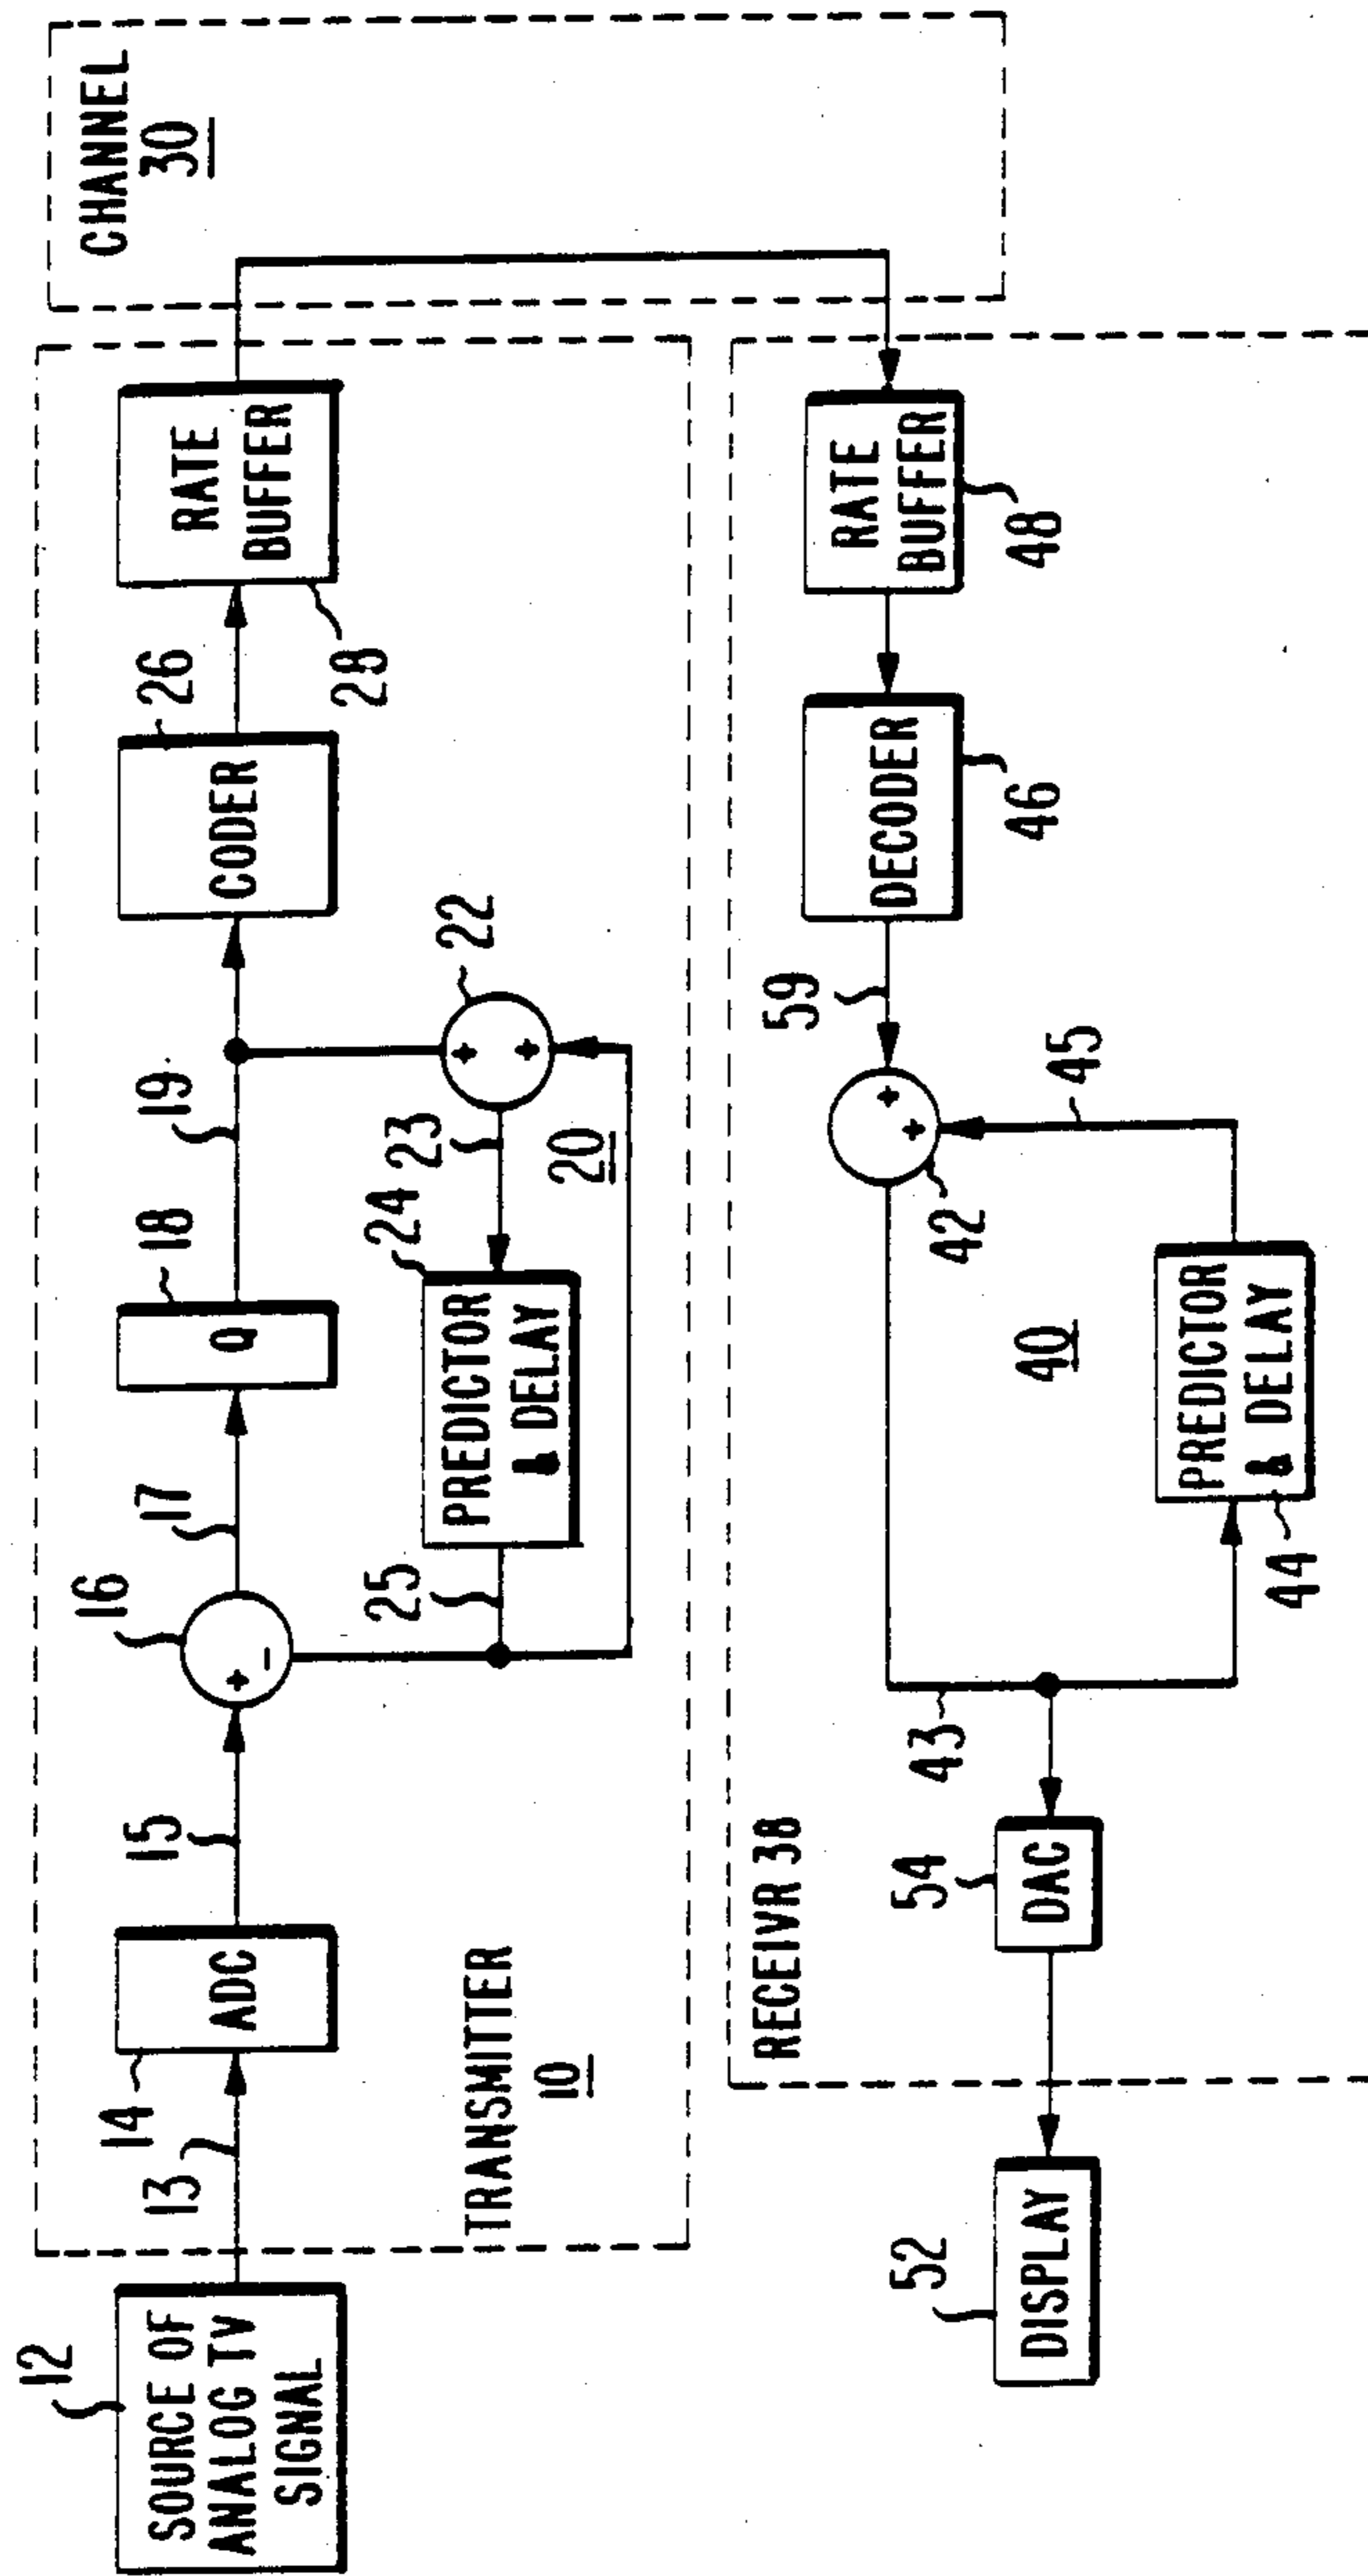 12
SOURCE OF
ANALOG TV
SIGNAL
13
14
ADC
15
16
+
-
17
18
Q
19
26
CODER
28
RATE
BUFFER
CHANNEL
30
22
+
+
23
20
24
PREDICTOR
& DELAY
25
TRANSMITTER
10
RECEIVR 38
RATE
BUFFER
48
DECODER
46
59
+
+
42
45
40
PREDICTOR
& DELAY
44
43
54
DAC
52
DISPLAY